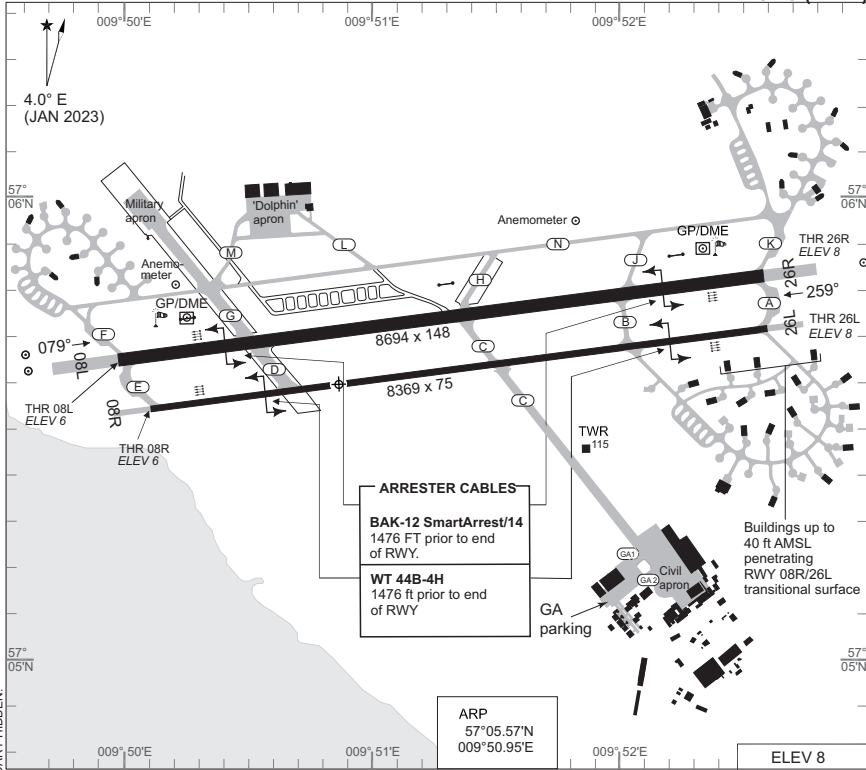 009°50'E
009°51'E
009°52'E
4.0° E
(JAN 2023)
57°
06'N
57°
06'N
Military
apron
'Dolphin'
apron
Anemometer
N
GP/DME
K
THR 26R
ELEV 8
M
L
Anemo-
meter
H
J
26R
GP/DME
G
259°
A
F
079°
8694 x 148
B
26L
THR 26L
ELEV 8
08L
D
C
E
8369 x 75
THR 08L
ELEV 6
08R
C
THR 08R
ELEV 6
TWR
115
ARRESTER CABLES
BAK-12 SmartArrest/14
1476 FT prior to end
of RWY.
WT 44B-4H
1476 ft prior to end
of RWY
Buildings up to
40 ft AMSL
penetrating
RWY 08R/26L
transitional surface
GA1
GA 2
Civil
apron
GA
parking
57°
05'N
57°
05'N
ARP
57°05.57'N
009°50.95'E
009°50'E
009°51'E
009°52'E
ELEV 8